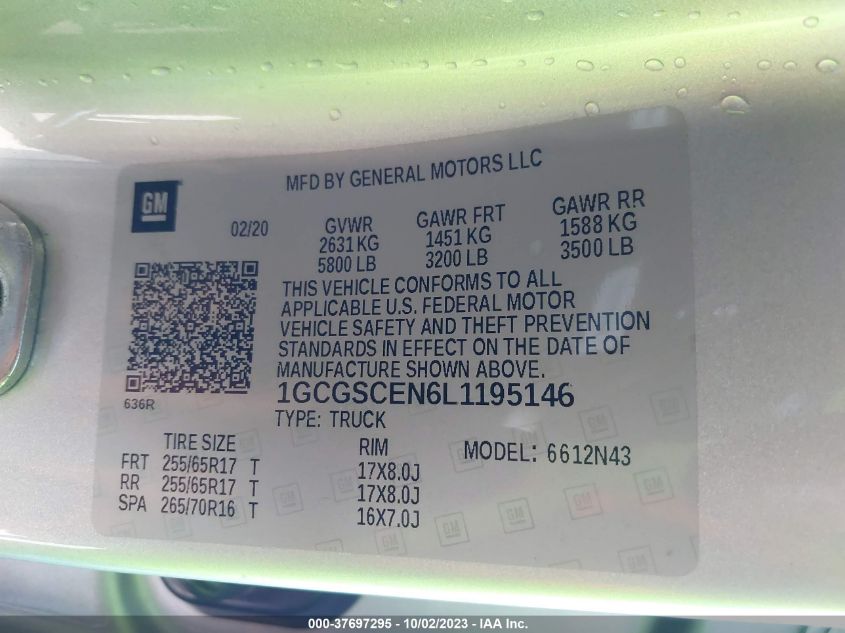 MFD BY GENERAL MOTORS LLC
GM
02/20
GVWR GAWR FRT GAWR RR
2631 KG 1451 KG 1588 KG
5800 LB 3200 LB 3500 LB
THIS VEHICLE CONFORMS TO ALL
APPLICABLE U.S. FEDERAL MOTOR
VEHICLE SAFETY AND THEFT PREVENTION
STANDARDS IN EFFECT ON THE DATE OF
MANUFACTURE SHOWN ABOVE.
636R
1GCGSCEN6L1195146
TYPE: TRUCK
TIRE SIZE RIM MODEL: 6612N43
FRT 255/65R17 T 17X8.0J
RR 255/65R17 T 17X8.0J
SPA 265/70R16 T 16X7.0J
000-37697295 - 10/02/2023 - IAA Inc.